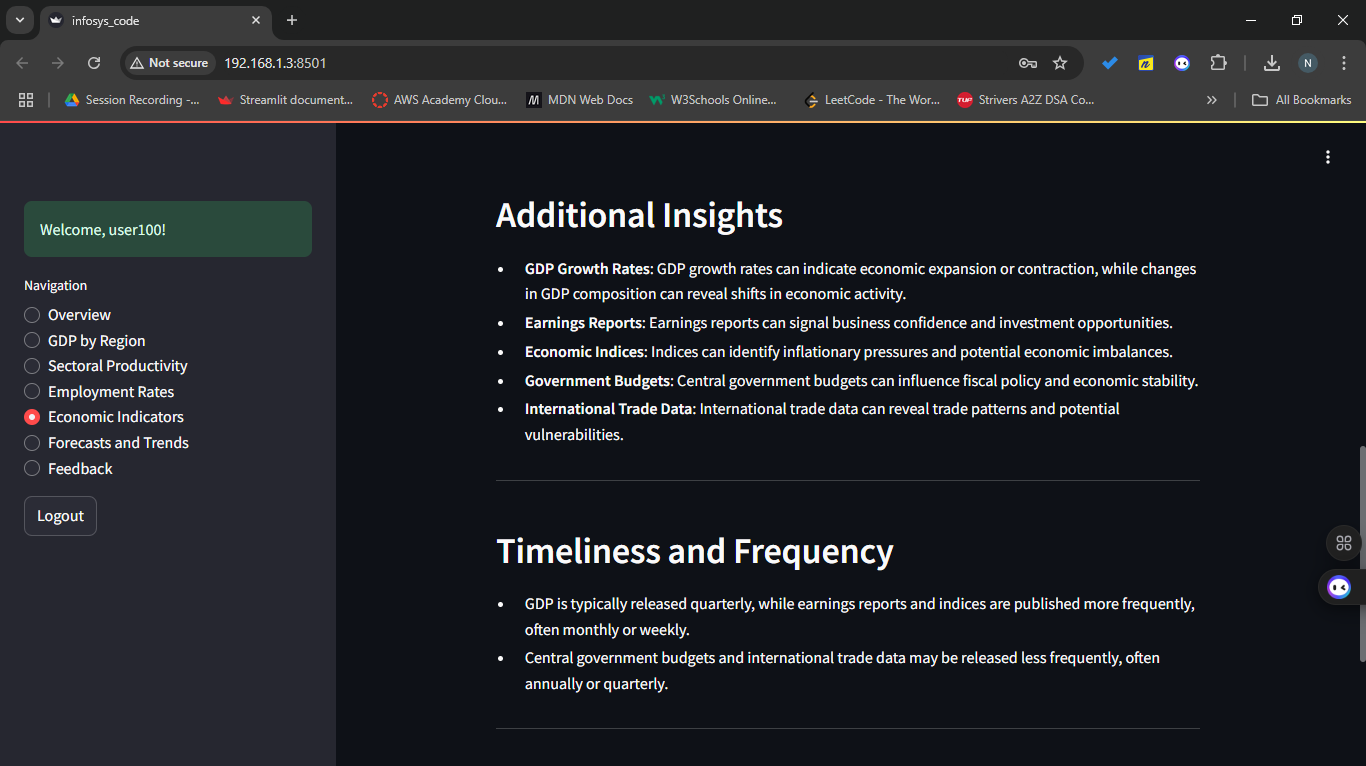 infosys_code
Not secure
192.168.1.3:8501
N
Session Recording -...
Streamlit document...
AWS Academy Clou...
MDN Web Docs
W3Schools Online...
LeetCode - The Wor...
TUF
Strivers A2Z DSA Co...
All Bookmarks
Welcome, user100!
Navigation
Overview
GDP by Region
Sectoral Productivity
Employment Rates
Economic Indicators
Forecasts and Trends
Feedback
Logout
Additional Insights
• GDP Growth Rates: GDP growth rates can indicate economic expansion or contraction, while changes
in GDP composition can reveal shifts in economic activity.
• Earnings Reports: Earnings reports can signal business confidence and investment opportunities.
• Economic Indices: Indices can identify inflationary pressures and potential economic imbalances.
• Government Budgets: Central government budgets can influence fiscal policy and economic stability.
• International Trade Data: International trade data can reveal trade patterns and potential
vulnerabilities.
Timeliness and Frequency
• GDP is typically released quarterly, while earnings reports and indices are published more frequently,
often monthly or weekly.
• Central government budgets and international trade data may be released less frequently, often
annually or quarterly.